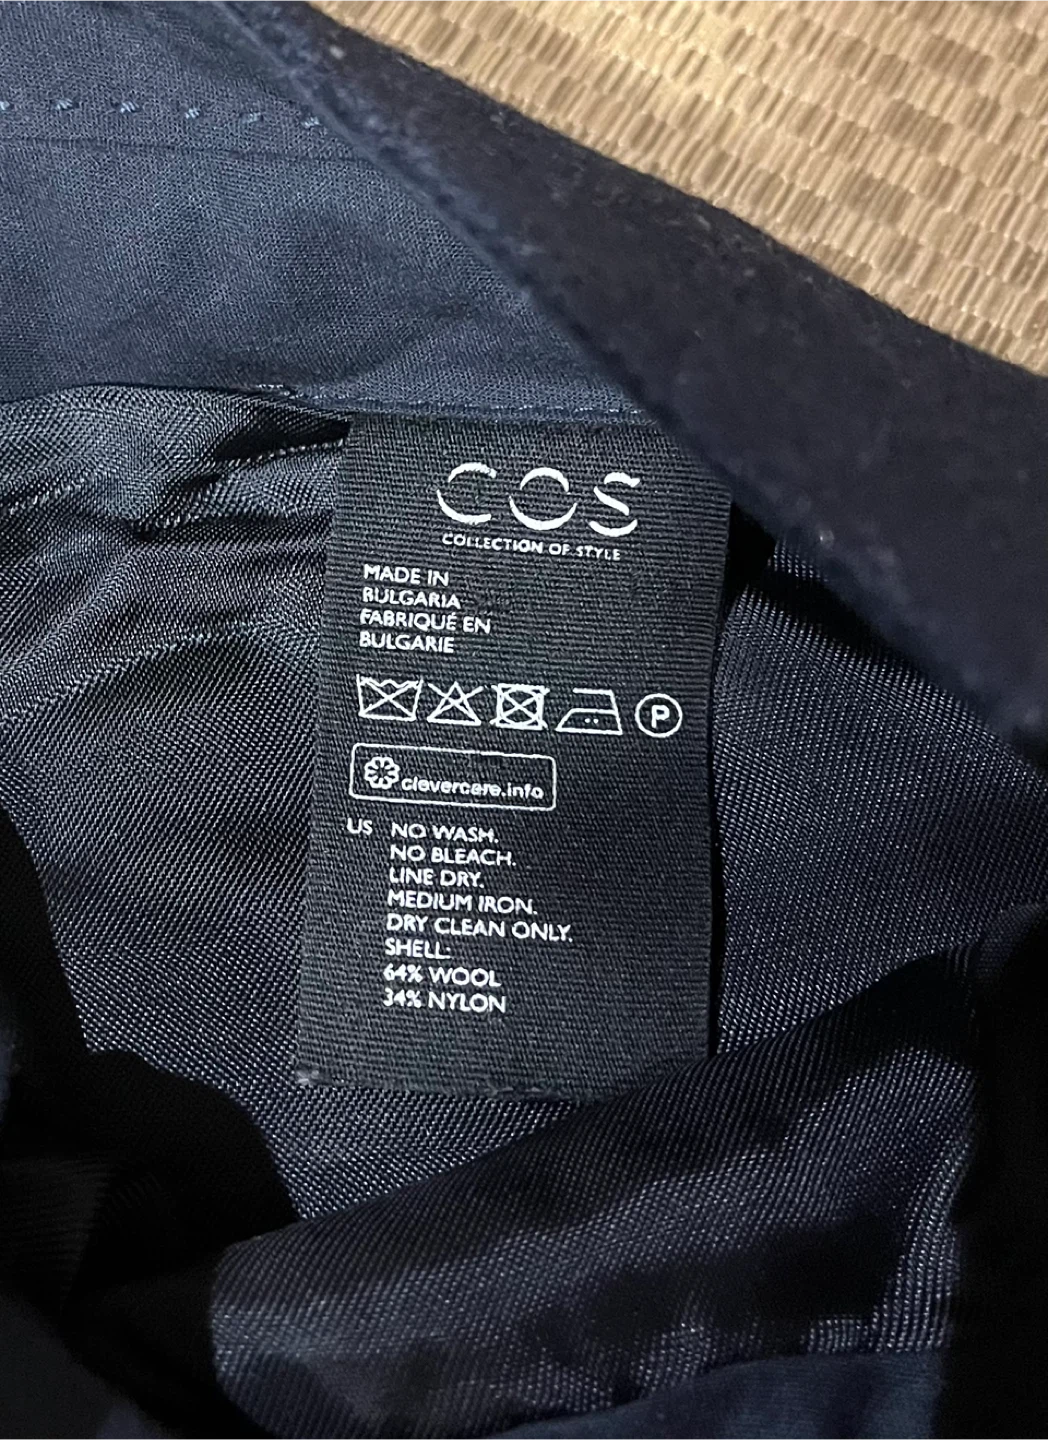 COS
COLLECTION OF STYLE
MADE IN
BULGARIA
FABRIQUÉ EN
BULGARIE
P
clevercare.info
US NO WASH.
NO BLEACH.
LINE DRY.
MEDIUM IRON.
DRY CLEAN ONLY.
SHELL:
64% WOOL
34% NYLON